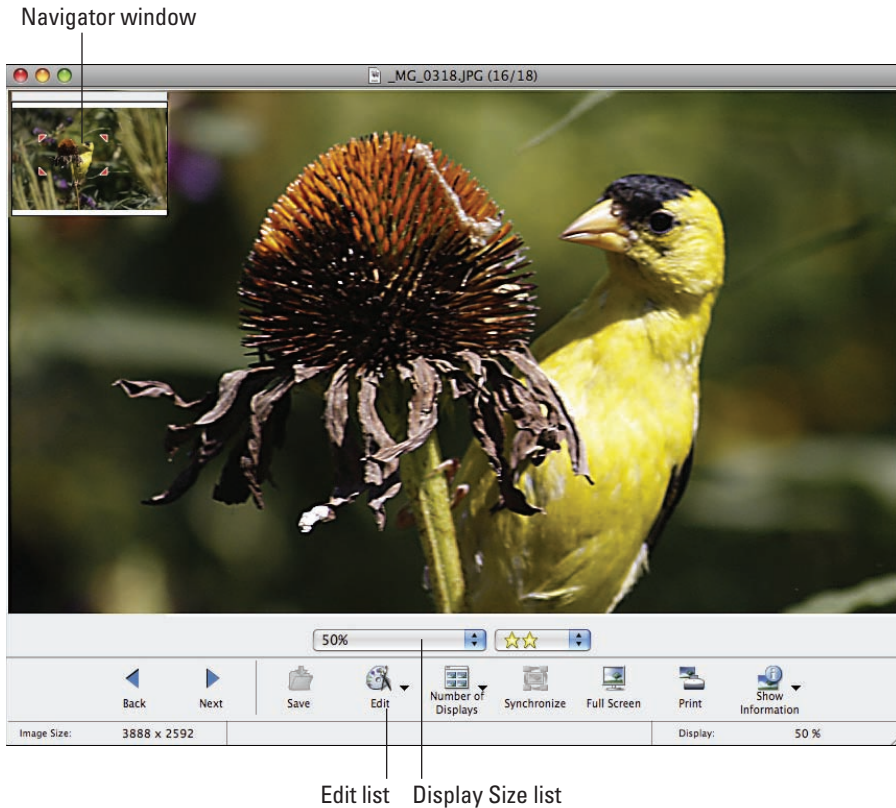 Navigator window
_MG_0318.JPG (16/18)
50%
Back
Next
Save
Edit
Number of
Displays
Synchronize
Full Screen
Print
Show
Information
Image Size:
3888 x 2592
Display:
50 %
Edit list
Display Size list